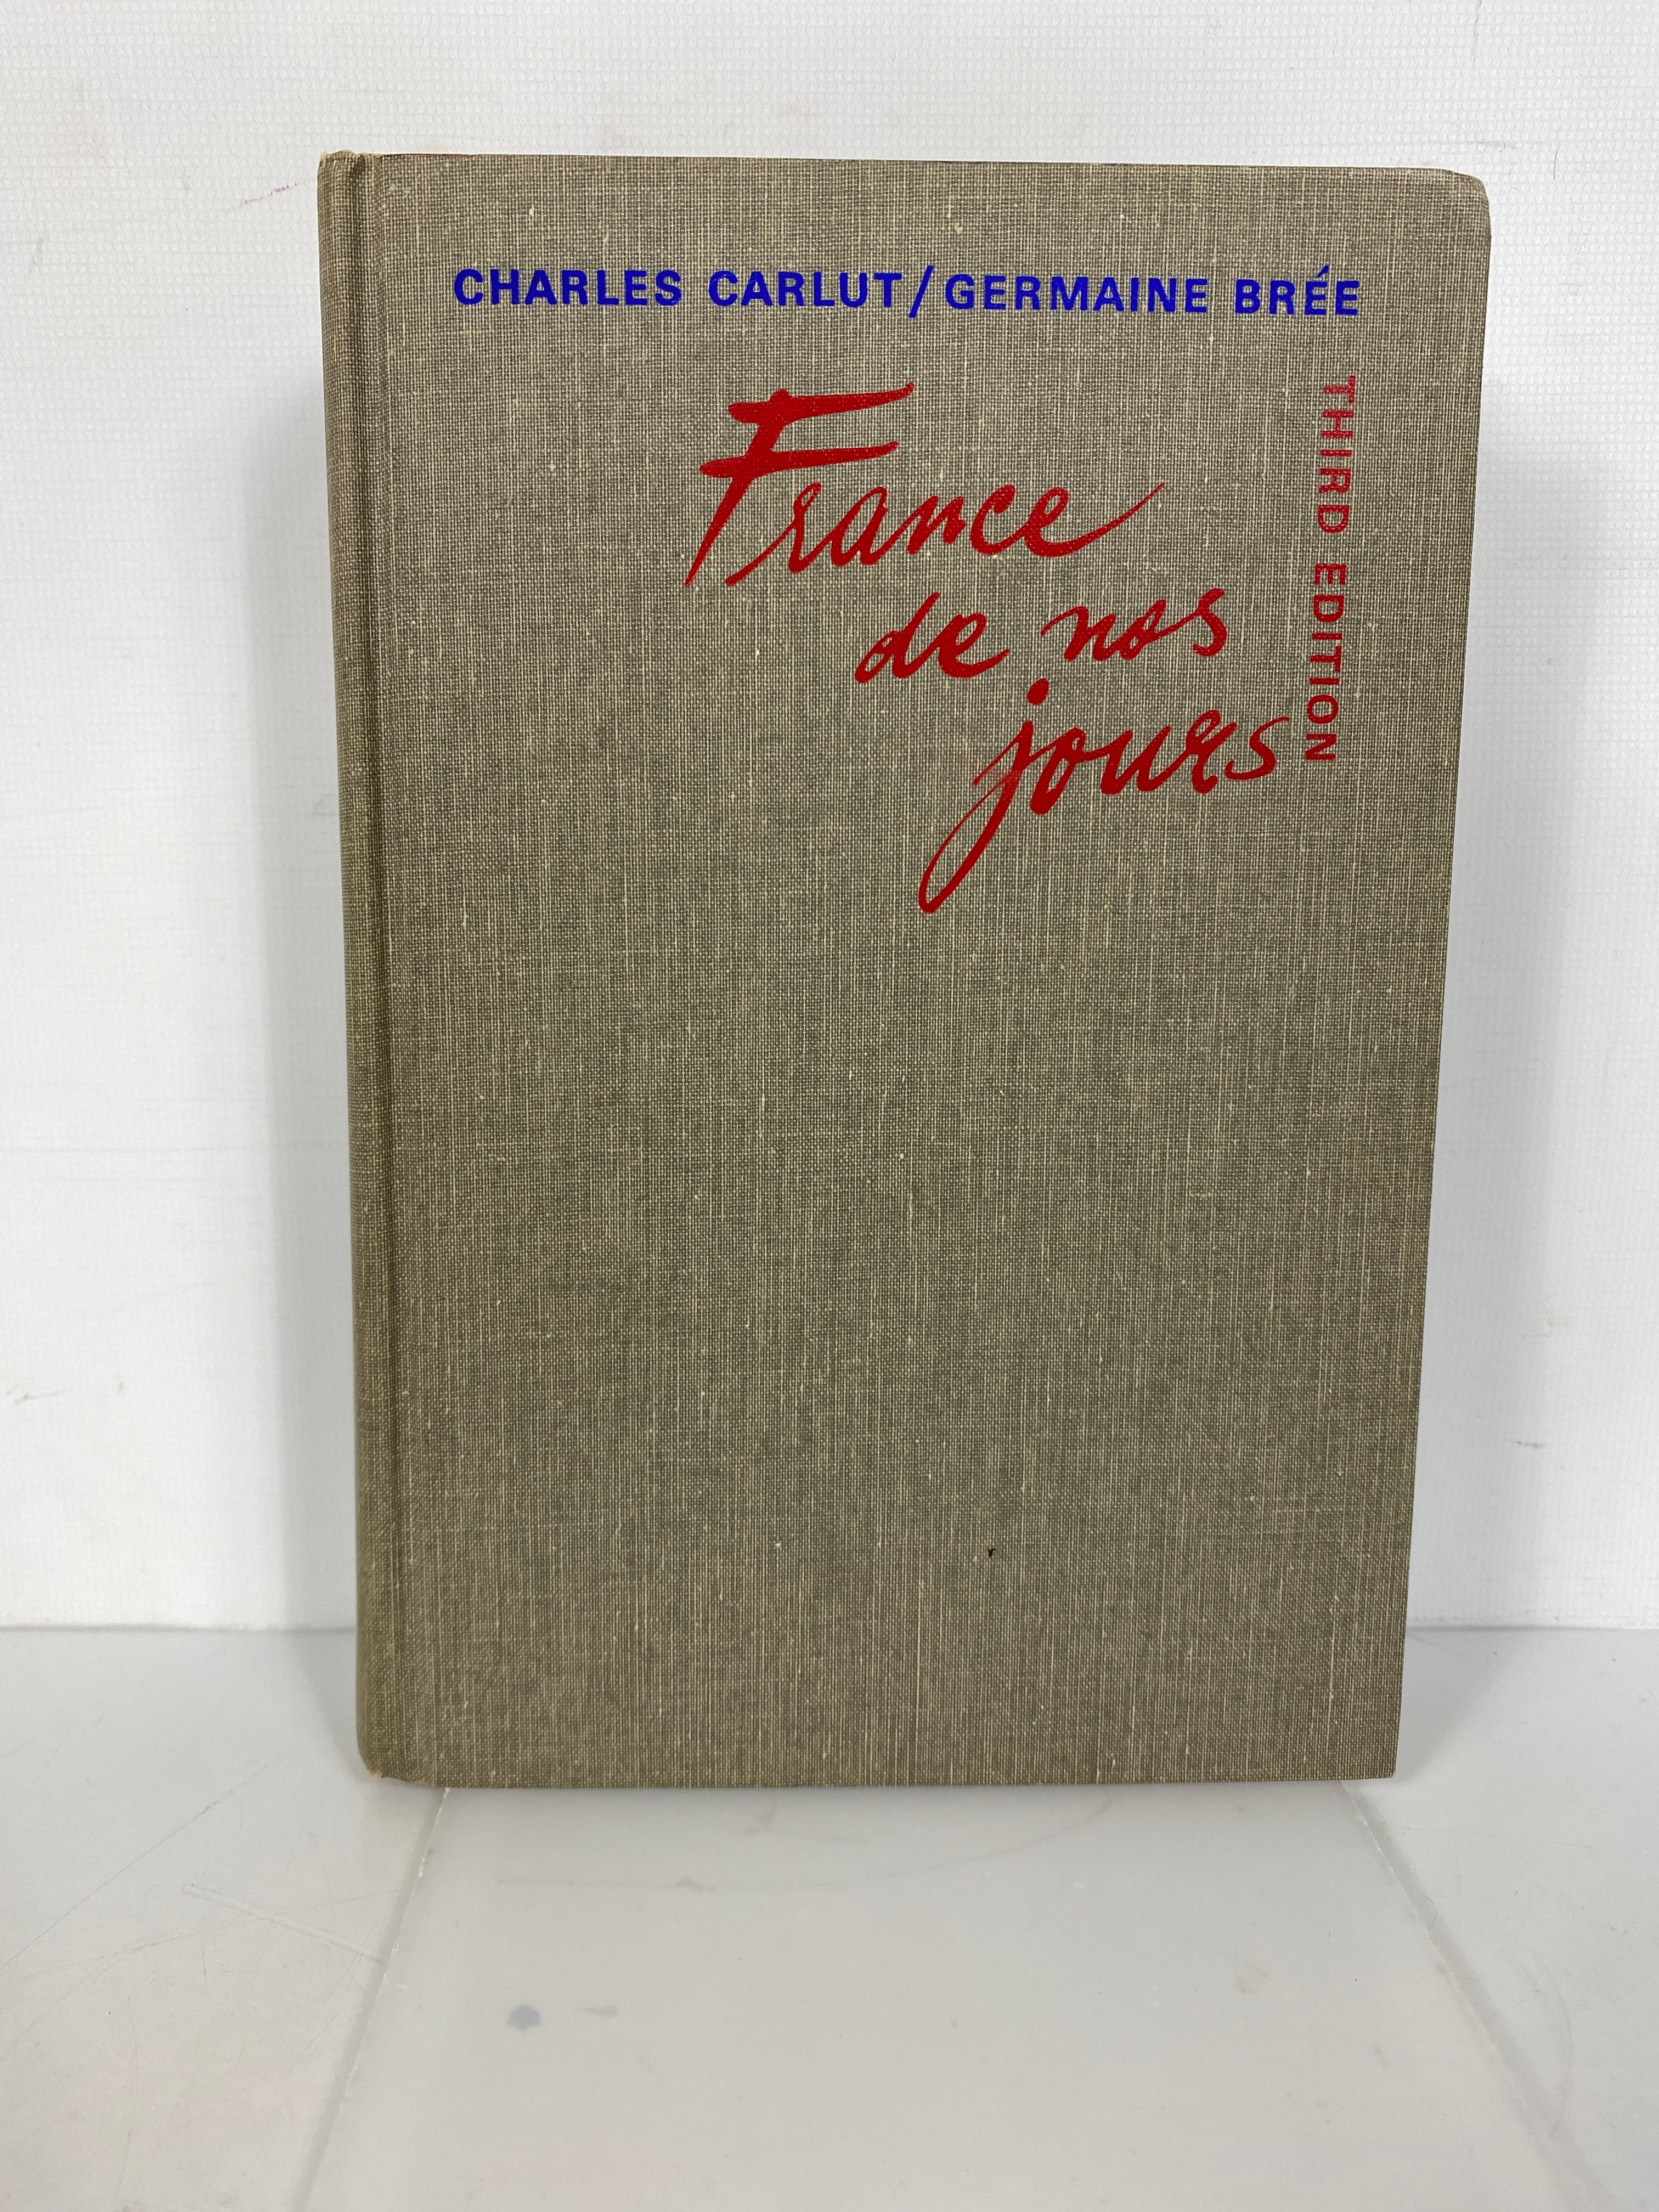 CHARLES CARLUT/GERMAINE BRÉE
France
de nos
jours
THIRD EDITION